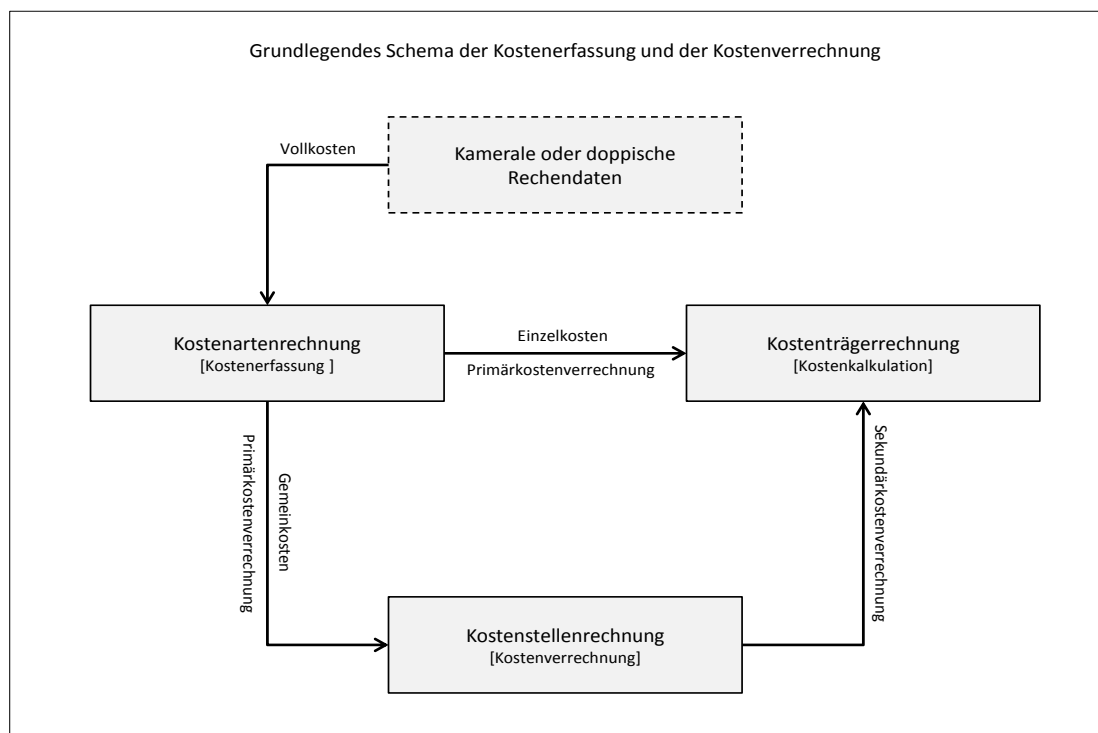 Grundlegendes Schema der Kostenerfassung und der Kostenverrechnung
Vollkosten
Kamerale oder doppische
Rechendaten
Kostenartenrechnung
[Kostenerfassung ]
Einzelkosten
Primärkostenverrechnung
Kostenträgerrechnung
[Kostenkalkulation]
Primärkostenverrechnung
Gemeinkosten
Sekundärkostenverrechnung
Kostenstellenrechnung
[Kostenverrechnung]